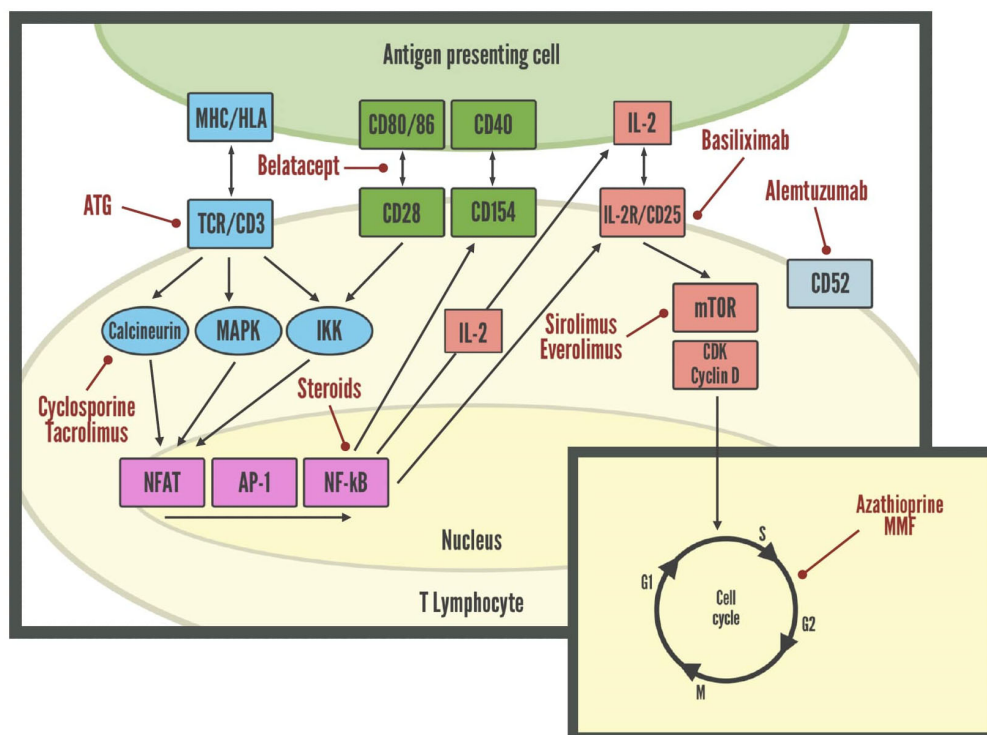 Antigen presenting cell
MHC/HLA
CD80/86
CD40
IL-2
Basiliximab
Belatacept
Alemtuzumab
ATG
TCR/CD3
CD28
CD154
IL-2R/CD25
CD52
Calcineurin
MAPK
IKK
IL-2
Sirolimus
Everolimus
mTOR
CDK
Cyclin D
Steroids
Cyclosporine
Tacrolimus
NFAT
AP-1
NF-kB
Nucleus
T Lymphocyte
Azathioprine
MMF
S
G1
Cell
cycle
G2
M